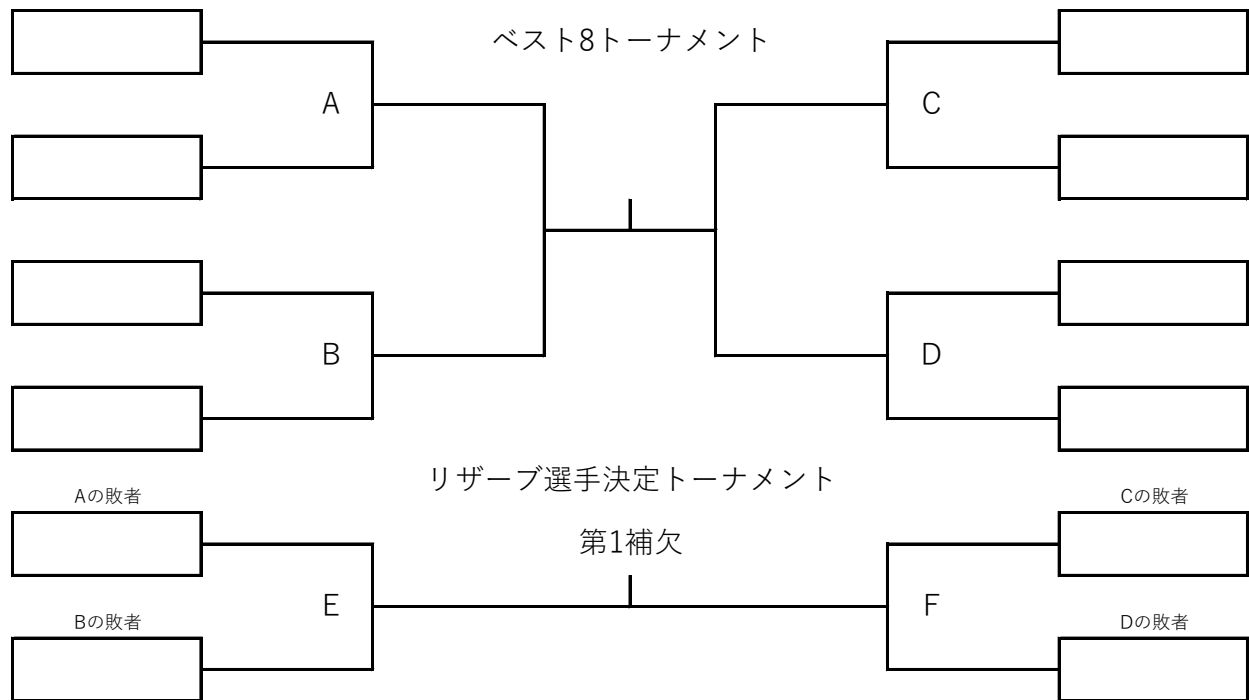 ベスト8トーナメント
A
C
B
D
リザーブ選手決定トーナメント
Aの敗者
Cの敗者
第1補欠
E
F
Bの敗者
Dの敗者